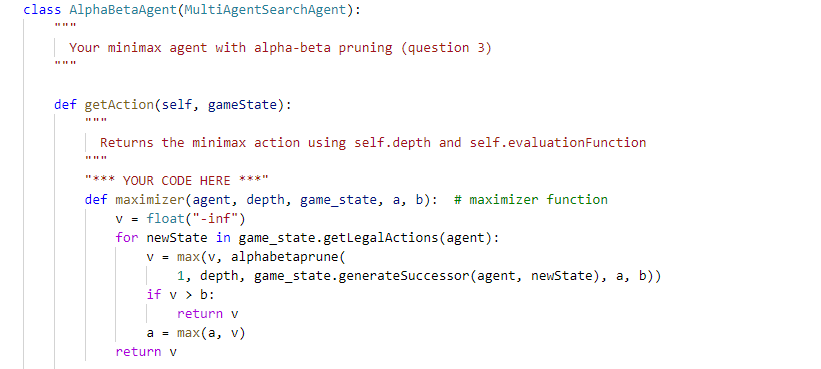 class AlphaBetaAgent(MultiAgentSearchAgent):
"""
Your minimax agent with alpha-beta pruning (question 3)
"""
def getAction(self, gameState):
"""
Returns the minimax action using self.depth and self.evaluationFunction
"""
"*** YOUR CODE HERE ***"
def maximizer(agent, depth, game_state, a, b):  # maximizer function
v = float("-inf")
for newState in game_state.getLegalActions(agent):
v = max(v, alphabetaprune(
1, depth, game_state.generateSuccessor(agent, newState), a, b))
if v > b:
return v
a = max(a, v)
return v